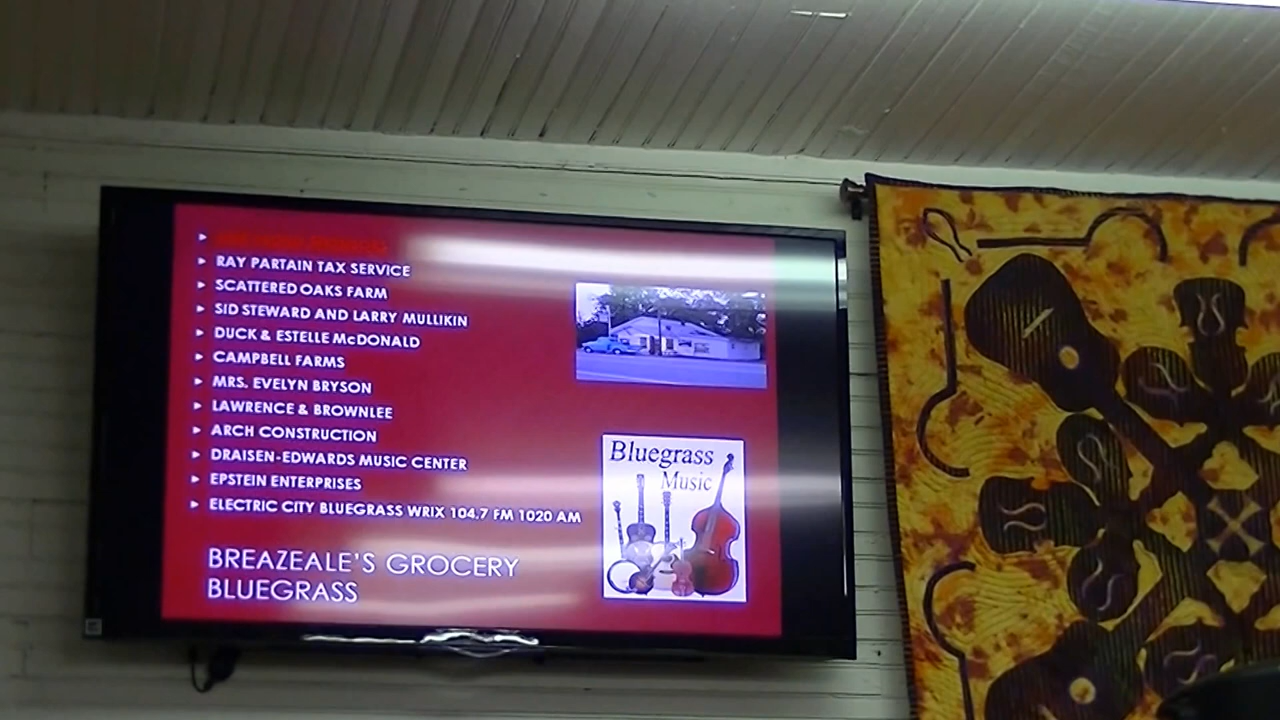 RAY PARTAIN TAX SERVICE
SCATTERED OAKS FARM
SID STEWARD AND LARRY MULLIKIN
DUCK & ESTELLE McDONALD
CAMPBELL FARMS
MRS. EVELYN BRYSON
LAWRENCE & BROWNLEE
ARCH CONSTRUCTION
DRAISEN-EDWARDS MUSIC CENTER
EPSTEIN ENTERPRISES
ELECTRIC CITY BLUEGRASS WRIX 104.7 FM 1020 AM
BREAZEALE'S GROCERY
BLUEGRASS
Bluegrass
Music